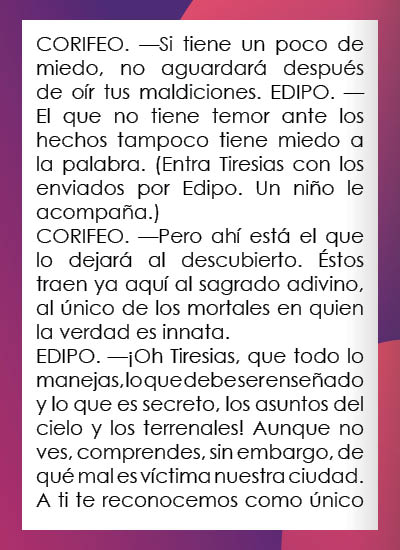 CORIFEO. —Si tiene un poco de
miedo, no aguardará después
de oír tus maldiciones. EDIPO. —
El que no tiene temor ante los
hechos tampoco tiene miedo a
la palabra. (Entra Tiresias con los
enviados por Edipo. Un niño le
acompaña.)
CORIFEO. —Pero ahí está el que
lo dejará al descubierto. Éstos
traen ya aquí al sagrado adivino,
al único de los mortales en quien
la verdad es innata.
EDIPO. —¡Oh Tiresias, que todo lo
manejas, lo que debe ser enseñado
y lo que es secreto, los asuntos del
cielo y los terrenales! Aunque no
ves, comprendes, sin embargo, de
qué mal es víctima nuestra ciudad.
A ti te reconocemos como único